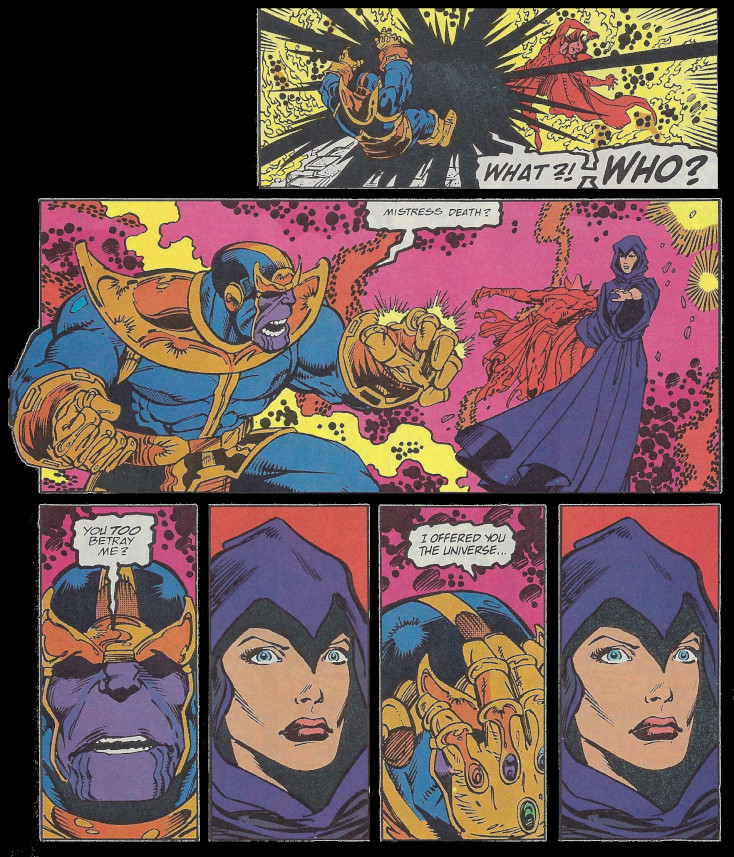 WHAT?! WHO?
MISTRESS DEATH?
YOU TOO
BETRAY
ME?
I OFFERED YOU
THE UNIVERSE...